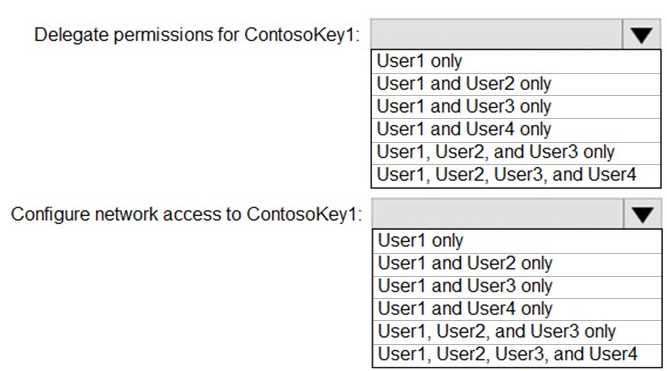 Delegate permissions for ContosoKey1:
User1 only
User1 and User2 only
User1 and User3 only
User1 and User4 only
User1, User2, and User3 only
User1, User2, User3, and User4
Configure network access to ContosoKey1:
User1 only
User1 and User2 only
User1 and User3 only
User1 and User4 only
User1, User2, and User3 only
User1, User2, User3, and User4